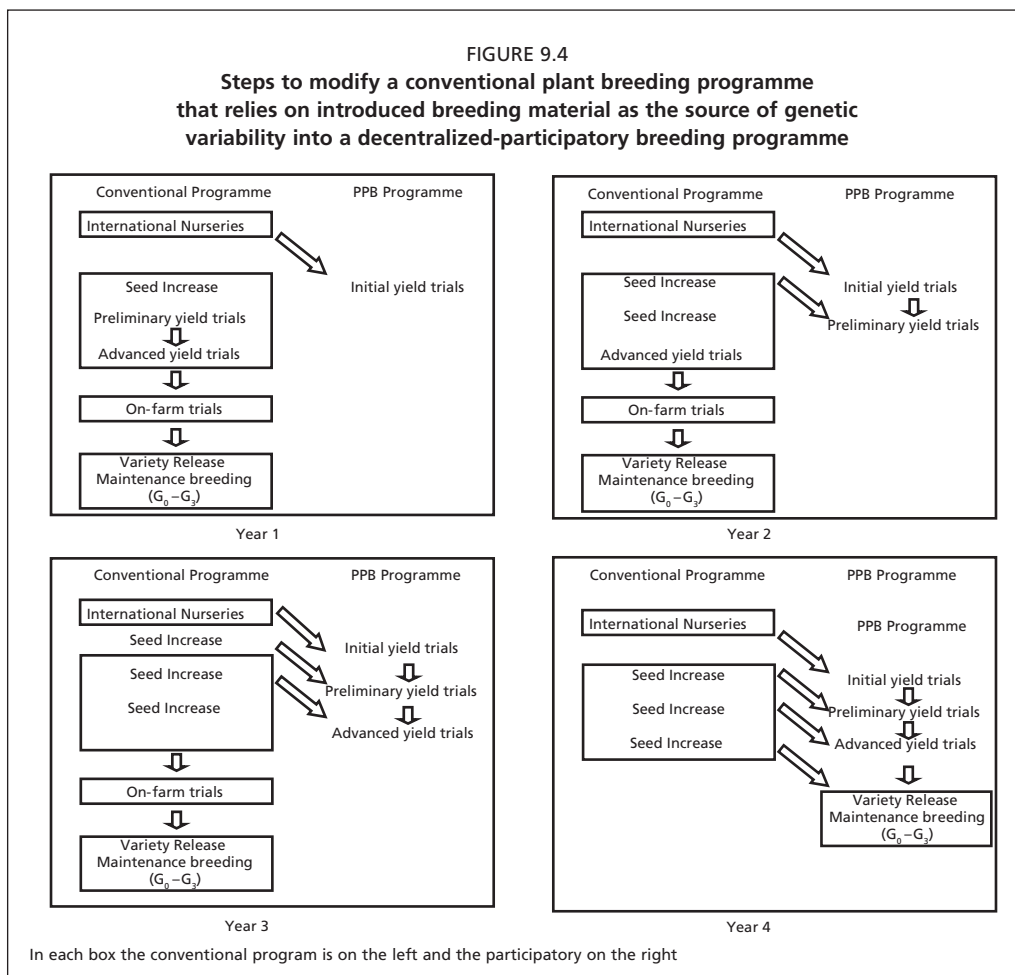 FIGURE 9.4
Steps to modify a conventional plant breeding programme
that relies on introduced breeding material as the source of genetic
variability into a decentralized-participatory breeding programme
Conventional Programme
PPB Programme
International Nurseries
Seed Increase
Initial yield trials
Preliminary yield trials
Advanced yield trials
On-farm trials
Variety Release
Maintenance breeding
(G₀–G₃)
Year 1
Conventional Programme
PPB Programme
International Nurseries
Seed Increase
Initial yield trials
Seed Increase
Preliminary yield trials
Advanced yield trials
On-farm trials
Variety Release
Maintenance breeding
(G₀–G₃)
Year 2
Conventional Programme
PPB Programme
International Nurseries
Seed Increase
Initial yield trials
Seed Increase
Preliminary yield trials
Seed Increase
Advanced yield trials
On-farm trials
Variety Release
Maintenance breeding
(G₀–G₃)
Year 3
Conventional Programme
PPB Programme
International Nurseries
PPB Programme
Seed Increase
Initial yield trials
Seed Increase
Preliminary yield trials
Seed Increase
Advanced yield trials
Variety Release
Maintenance breeding
(G₀–G₃)
Year 4
In each box the conventional program is on the left and the participatory on the right